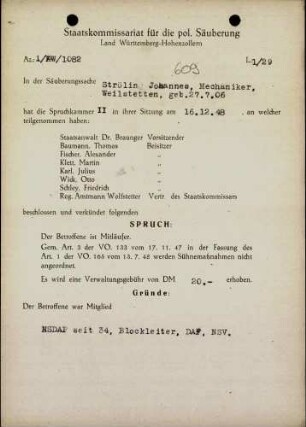 Staatskommissariat für die pol. Säuberung
Land Württemberg-Hohenzollern
Az: 1/KW/1082
L1/29
609
In der Säuberungssache Strölin Johannes, Mechaniker,
Weilstetten, geb.27.7.06
hat die Spruchkammer II in ihrer Sitzung am 16.12.48, an welcher
teilgenommen haben:
Staatsanwalt Dr. Beaunger Vorsitzender
Baumann, Thomas Beisitzer
Fischer, Alexander "
Klett, Martin "
Karl, Julius "
Wick, Otto "
Schley, Friedrich "
Reg. Amtmann Wolfstetter Vertr. des Staatskommissars
beschlossen und verkündet folgenden
SPRUCH:
Der Betroffene ist Mitläufer.
Gem. Art. 3 der VO. 133 vom 17. 11. 47 in der Fassung des
Art. 1 der VO. 165 vom 13. 7. 48 werden Sühnemaßnahmen nicht
angeordnet.
Es wird eine Verwaltungsgebühr von DM 20.- erhoben.
Gründe:
Der Betroffene war Mitglied
NSDAP seit 34, Blockleiter, DAF, NSV.